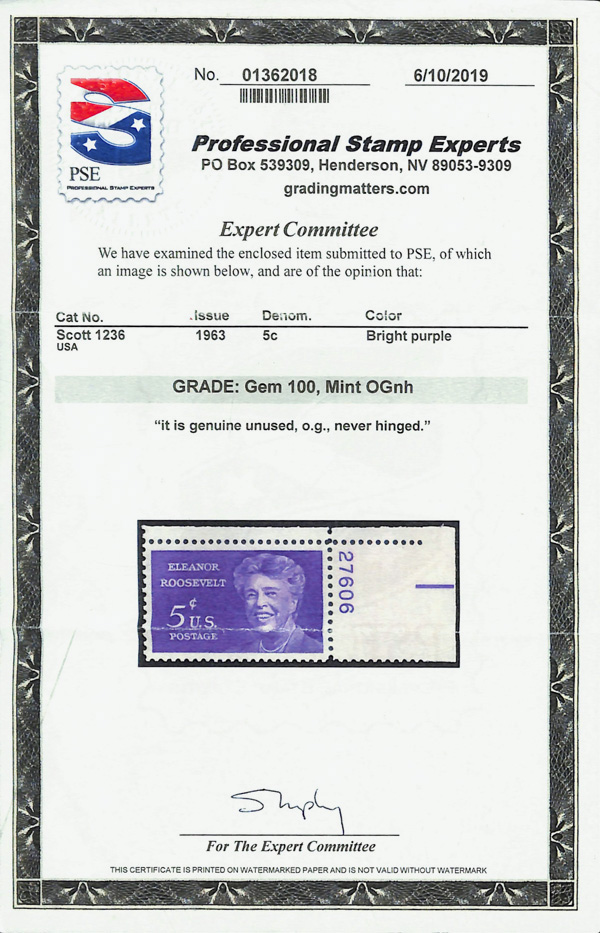 No. 01362018 6/10/2019
PSE
PROFESSIONAL STAMP EXPERTS
Professional Stamp Experts
PO Box 539309, Henderson, NV 89053-9309
gradingmatters.com
Expert Committee
We have examined the enclosed item submitted to PSE, of which
an image is shown below, and are of the opinion that:
Cat No. Issue Denom. Color
Scott 1236 1963 5c Bright purple
USA
GRADE: Gem 100, Mint OGnh
“it is genuine unused, o.g., never hinged.”
ELEANOR
ROOSEVELT
5¢ U.S.
POSTAGE
27606
For The Expert Committee
THIS CERTIFICATE IS PRINTED ON WATERMARKED PAPER AND IS NOT VALID WITHOUT WATERMARK